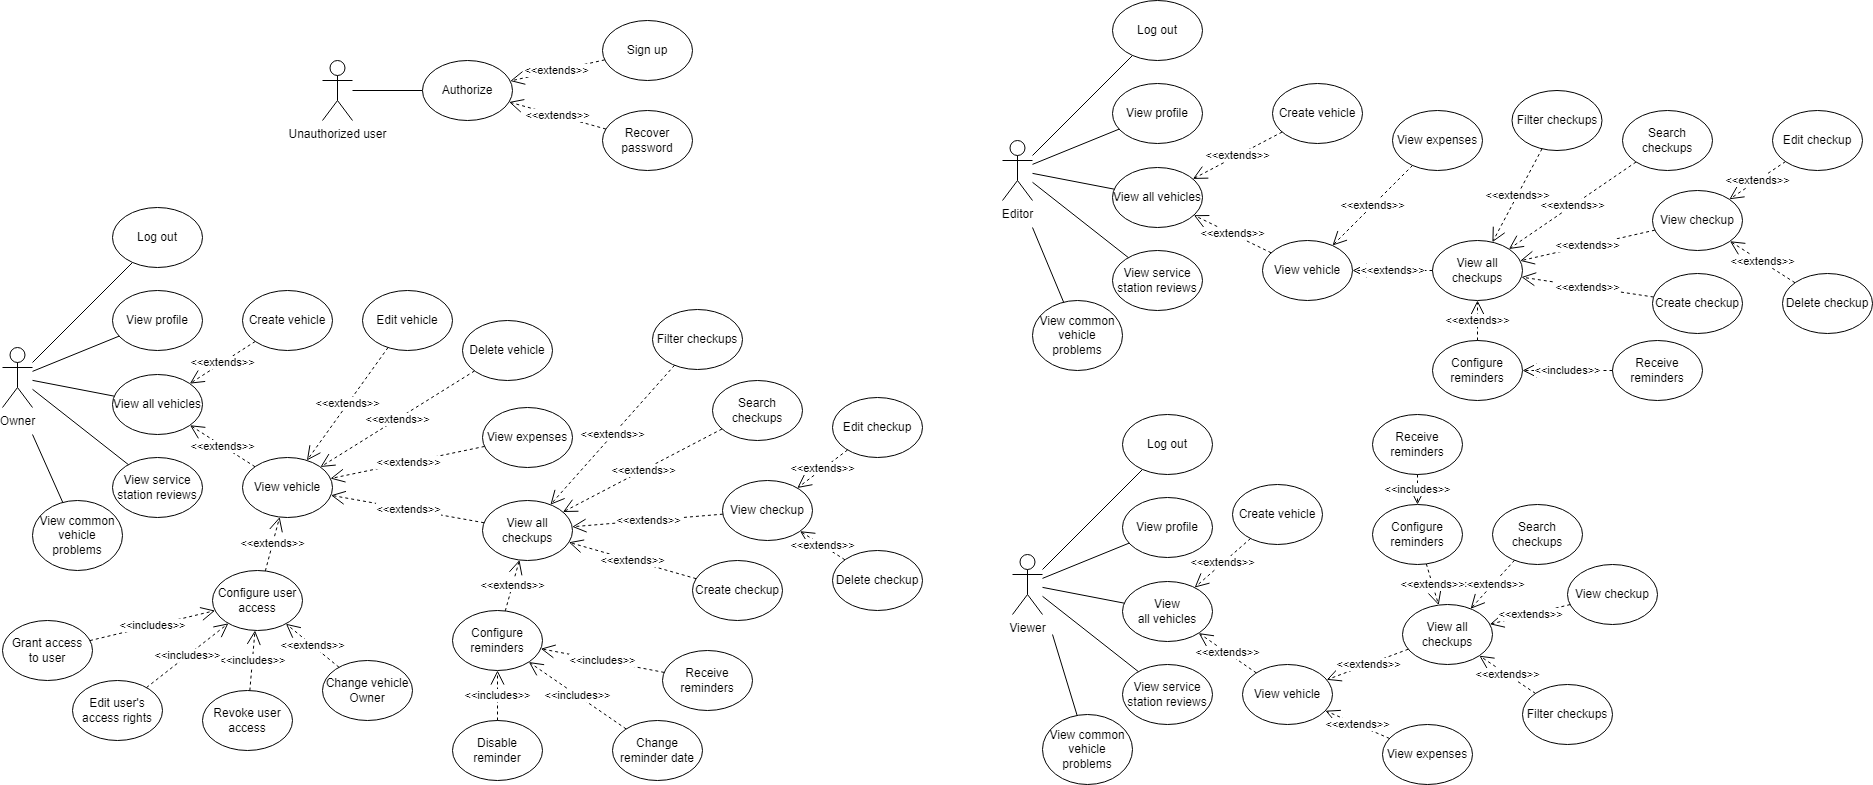 Sign up
<<extends>>
Authorize
<<extends>>
Unauthorized user
Recover
password
Log out
View profile
Create vehicle
Edit vehicle
Delete vehicle
Filter checkups
<<extends>>
View all vehicles
Owner
<<extends>>
<<extends>>
<<extends>>
Search
checkups
View expenses
<<extends>>
<<extends>>
<<extends>>
<<extends>>
Edit checkup
<<extends>>
View service
station reviews
View vehicle
<<extends>>
View all
checkups
<<extends>>
View checkup
View common
vehicle
problems
<<extends>>
<<extends>>
<<extends>>
Delete checkup
<<extends>>
Create checkup
Configure user
access
<<includes>>
Grant access
to user
<<includes>>
<<includes>>
<<extends>>
Configure
reminders
<<includes>>
Receive
reminders
Edit user's
access rights
Revoke user
access
Change vehicle
Owner
<<includes>>
<<includes>>
Disable
reminder
Change
reminder date
Log out
View profile
Create vehicle
View expenses
Filter checkups
Search
checkups
Edit checkup
<<extends>>
<<extends>>
Editor
View all vehicles
<<extends>>
<<extends>>
<<extends>>
<<extends>>
View checkup
<<extends>>
<<extends>>
View service
station reviews
View vehicle
<<extends>>
View all
checkups
<<extends>>
<<extends>>
Create checkup
Delete checkup
View common
vehicle
problems
<<extends>>
Configure
reminders
<<includes>>
Receive
reminders
Log out
Receive
reminders
<<includes>>
View profile
Create vehicle
Configure
reminders
Search
checkups
<<extends>>
<<extends>>
<<extends>>
View checkup
Viewer
View
all vehicles
<<extends>>
View all
checkups
<<extends>>
<<extends>>
<<extends>>
View service
station reviews
View vehicle
Filter checkups
<<extends>>
View common
vehicle
problems
View expenses